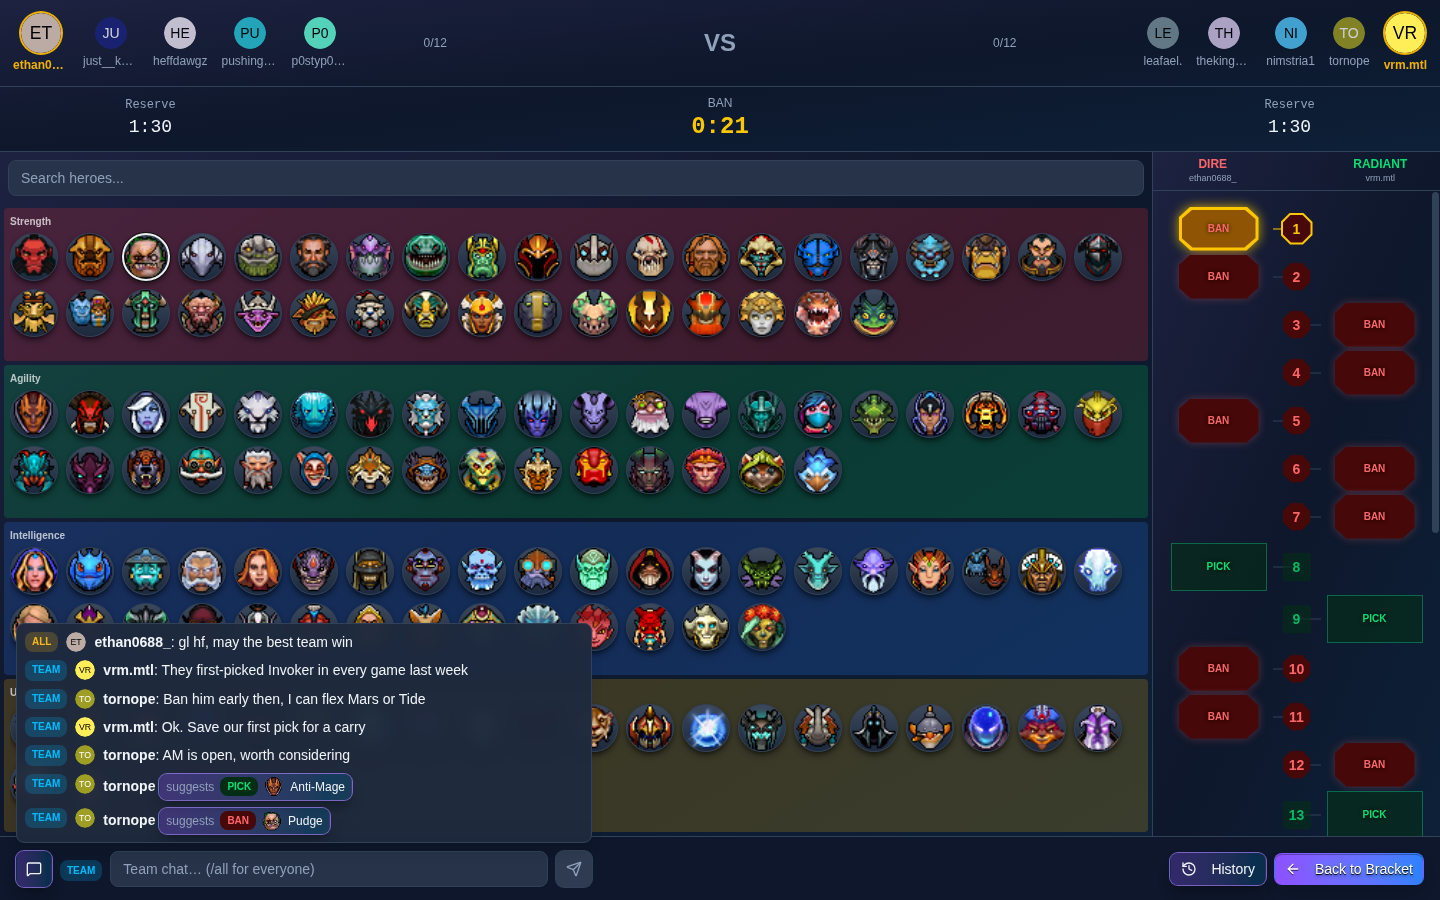 ET JU HE PU P0 0/12 VS 0/12 LE TH NI TO VR
ethan0... just__k... heffdawgz pushing... p0styp0... leafael. theking... nimstria1 tornope vrm.mtl
Reserve BAN Reserve
1:30 0:21 1:30
Search heroes...
DIRE RADIANT
ethan0688_ vrm.mtl
Strength
BAN 1
BAN 2
3 BAN
4 BAN
Agility
BAN 5
6 BAN
7 BAN
Intelligence
PICK 8
9 PICK
BAN 10
BAN 11
12 BAN
13 PICK
ALL ET ethan0688_: gl hf, may the best team win
TEAM VR vrm.mtl: They first-picked Invoker in every game last week
TEAM TO tornope: Ban him early then, I can flex Mars or Tide
TEAM VR vrm.mtl: Ok. Save our first pick for a carry
TEAM TO tornope: AM is open, worth considering
TEAM TO tornope suggests PICK Anti-Mage
TEAM TO tornope suggests BAN Pudge
TEAM Team chat... (/all for everyone) History Back to Bracket